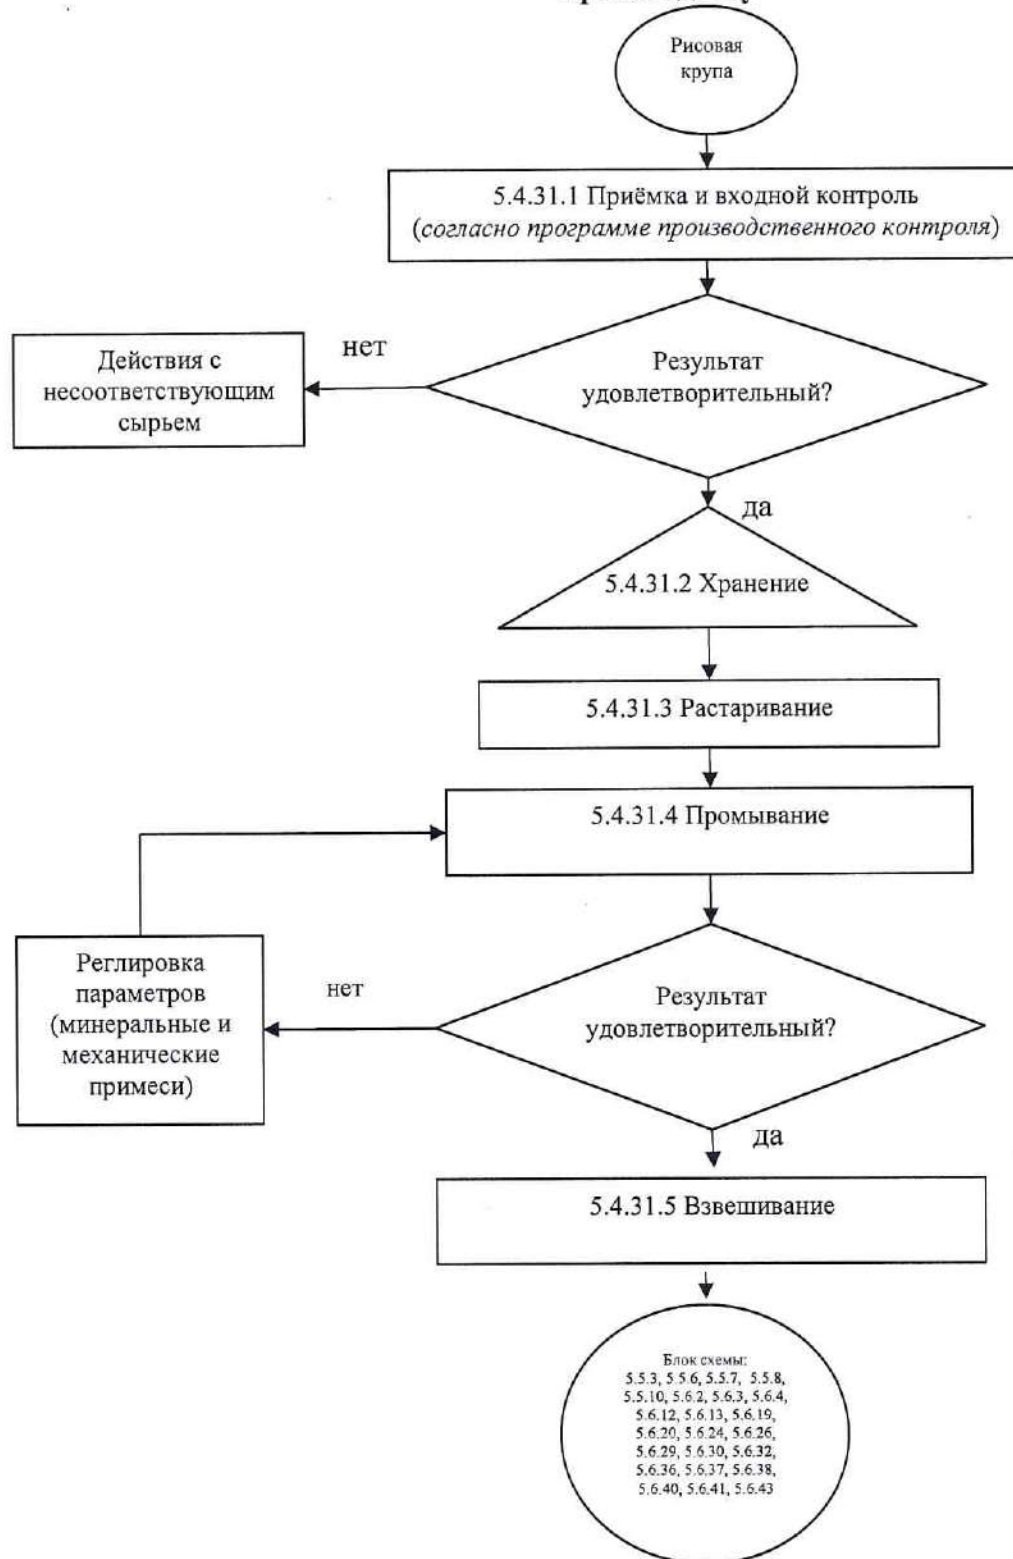 Рисовая
крупа
5.4.31.1 Приёмка и входной контроль
(согласно программе производственного контроля)
нет
Результат
удовлетворительный?
Действия с
несоответствующим
сырьем
да
5.4.31.2 Хранение
5.4.31.3 Растаривание
5.4.31.4 Промывание
Реглировка
параметров
(минеральные и
механические
примеси)
нет
Результат
удовлетворительный?
да
5.4.31.5 Взвешивание
Блок схемы:
5.5.3, 5.5.6, 5.5.7, 5.5.8,
5.5.10, 5.6.2, 5.6.3, 5.6.4,
5.6.12, 5.6.13, 5.6.19,
5.6.20, 5.6.24, 5.6.26,
5.6.29, 5.6.30, 5.6.32,
5.6.36, 5.6.37, 5.6.38,
5.6.40, 5.6.41, 5.6.43